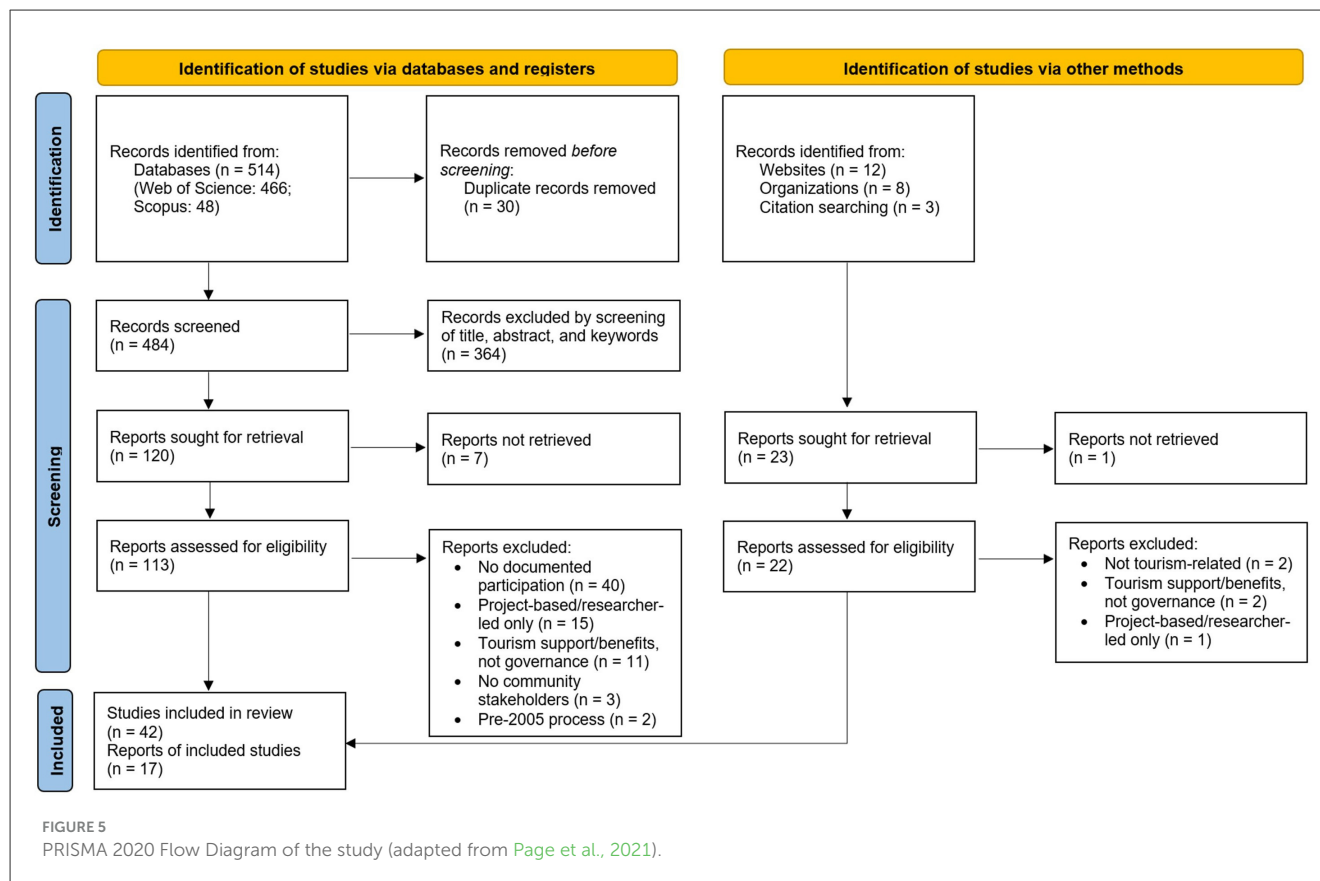 Identification of studies via databases and registers
Identification of studies via other methods
Identification
Records identified from:
Databases (n = 514)
(Web of Science: 466;
Scopus: 48)
Records removed before
screening:
Duplicate records removed
(n = 30)
Records identified from:
Websites (n = 12)
Organizations (n = 8)
Citation searching (n = 3)
Screening
Records screened
(n = 484)
Records excluded by screening
of title, abstract, and keywords
(n = 364)
Reports sought for retrieval
(n = 120)
Reports not retrieved
(n = 7)
Reports sought for retrieval
(n = 23)
Reports not retrieved
(n = 1)
Reports assessed for eligibility
(n = 113)
Reports excluded:
• No documented
participation (n = 40)
• Project-based/researcher-
led only (n = 15)
• Tourism support/benefits,
not governance (n = 11)
• No community
stakeholders (n = 3)
• Pre-2005 process (n = 2)
Reports assessed for eligibility
(n = 22)
Reports excluded:
• Not tourism-related (n = 2)
• Tourism support/benefits,
not governance (n = 2)
• Project-based/researcher-
led only (n = 1)
Included
Studies included in review
(n = 42)
Reports of included studies
(n = 17)
FIGURE 5
PRISMA 2020 Flow Diagram of the study (adapted from Page et al., 2021).